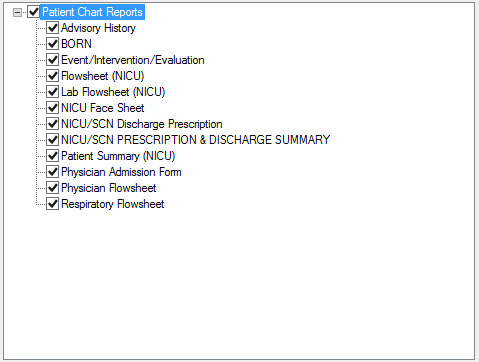 Patient Chart Reports
Advisory History
BORN
Event/Intervention/Evaluation
Flowsheet (NICU)
Lab Flowsheet (NICU)
NICU Face Sheet
NICU/SCN Discharge Prescription
NICU/SCN PRESCRIPTION & DISCHARGE SUMMARY
Patient Summary (NICU)
Physician Admission Form
Physician Flowsheet
Respiratory Flowsheet